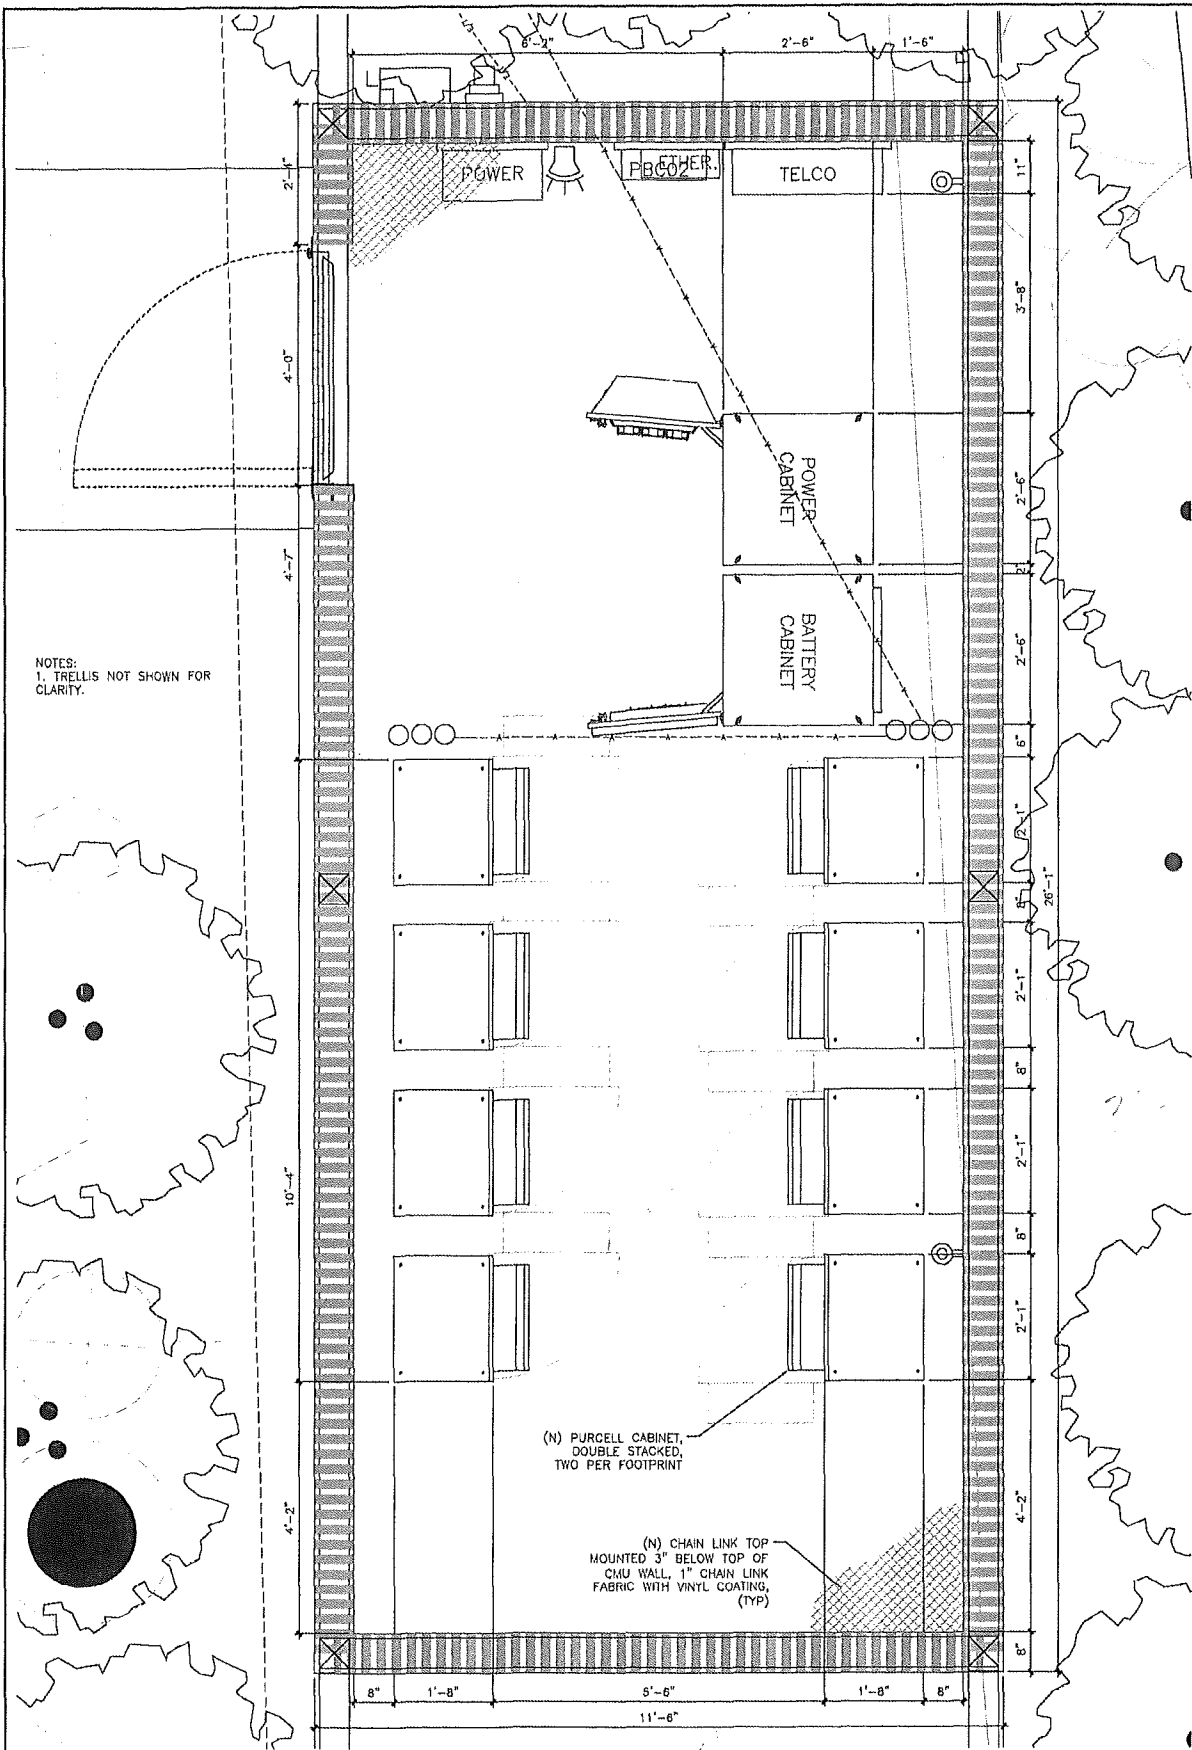 6'-2" 2'-6" 1'-6"
POWER
PBC02
ETHER.
TELCO
2'-1"
11"
3'-8"
4'-0"
POWER
CABINET
2'-6"
2"
4'-7"
BATTERY
CABINET
2'-6"
NOTES:
1. TRELLIS NOT SHOWN FOR
CLARITY.
6"
2'-1"
8"
26'-1"
2'-1"
8"
2'-1"
10'-4"
8"
2'-1"
(N) PURCELL CABINET,
DOUBLE STACKED,
TWO PER FOOTPRINT
4'-2"
4'-2"
(N) CHAIN LINK TOP
MOUNTED 3" BELOW TOP OF
CMU WALL, 1" CHAIN LINK
FABRIC WITH VINYL COATING,
(TYP)
8"
8" 1'-8" 5'-6" 1'-8" 8"
11'-6"